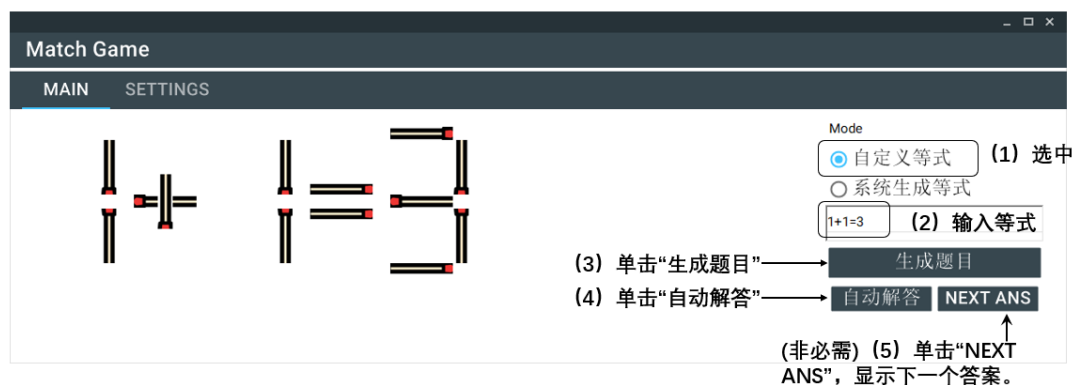 Match Game
MAIN SETTINGS
Mode
自定义等式 (1) 选中
系统生成等式
1+1=3 (2) 输入等式
(3) 单击“生成题目” 生成题目
(4) 单击“自动解答” 自动解答 NEXT ANS
(非必需) (5) 单击“NEXT
ANS”，显示下一个答案。